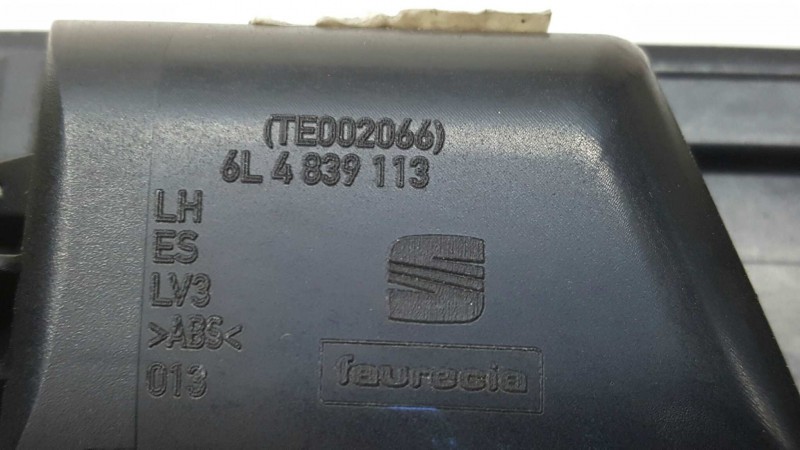 (TE002066)
6L 4 839 113
LH
ES
LV3
>ABS<
013
faurecia